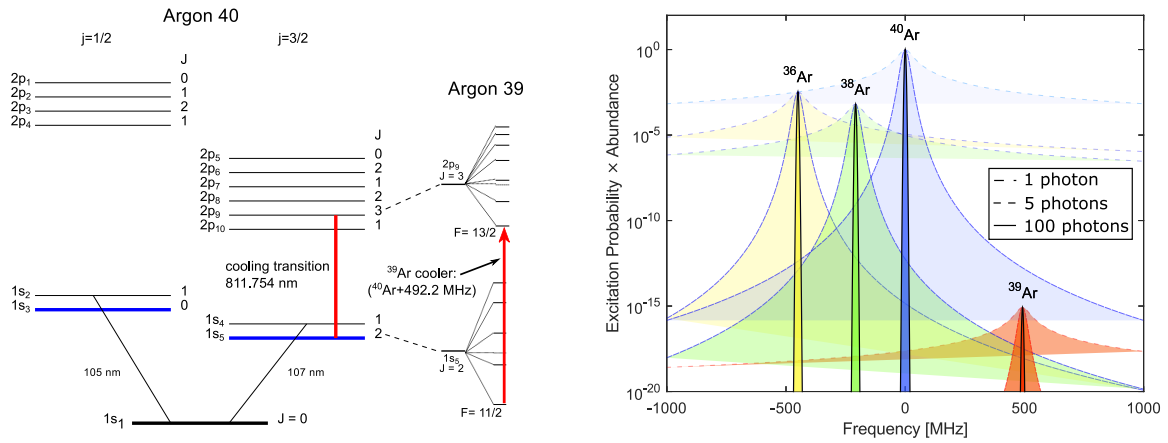 Argon 40
j=1/2
j=3/2
J
2p₁ 0
2p₂ 1
2p₃ 2
2p₄ 1
J
2p₅ 0
2p₆ 2
2p₇ 1
2p₈ 2
2p₉ 3
2p₁₀ 1
cooling transition
811.754 nm
1s₂ 1
1s₃ 0
1s₄ 1
1s₅ 2
105 nm
107 nm
1s₁ J = 0
Argon 39
2p₉
J = 3
F= 13/2
³⁹Ar cooler:
(⁴⁰Ar+492.2 MHz)
1s₅
J = 2
F= 11/2
Excitation Probability × Abundance
10⁰
10⁻⁵
10⁻¹⁰
10⁻¹⁵
10⁻²⁰
³⁶Ar
³⁸Ar
⁴⁰Ar
³⁹Ar
1 photon
5 photons
100 photons
-1000 -500 0 500 1000
Frequency [MHz]